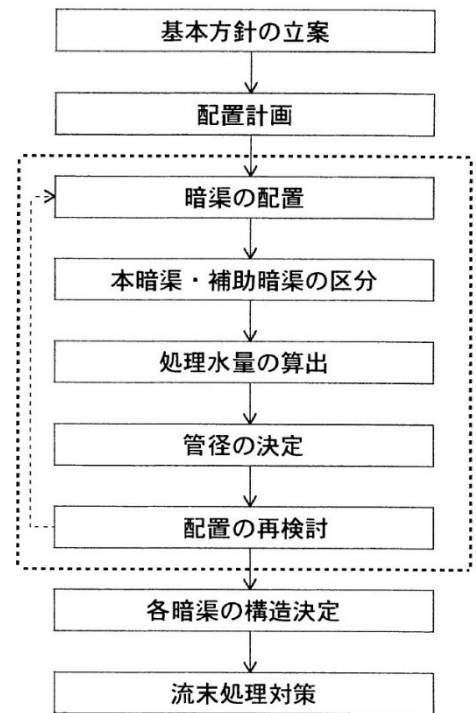 基本方針の立案
配置計画
暗渠の配置
本暗渠・補助暗渠の区分
処理水量の算出
管径の決定
配置の再検討
各暗渠の構造決定
流末処理対策